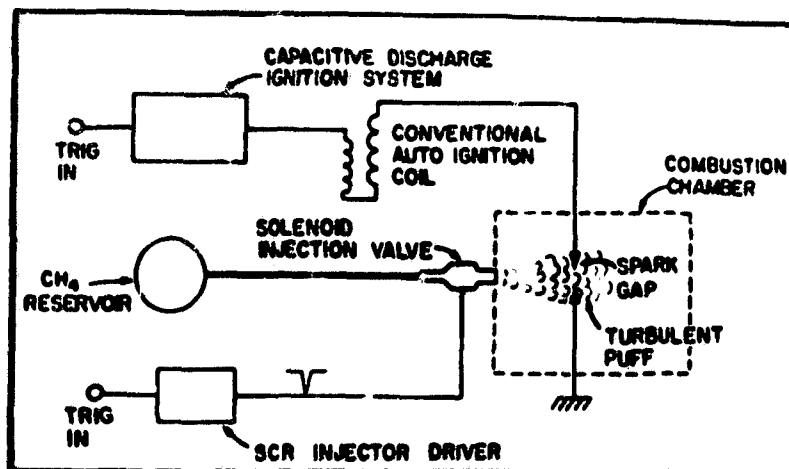 CAPACITIVE DISCHARGE
IGNITION SYSTEM
TRIG
IN
CONVENTIONAL
AUTO IGNITION
COIL
COMBUSTION
CHAMBER
SOLENOID
INJECTION VALVE
CH4
RESERVOIR
SPARK
GAP
TURBULENT
PUFF
TRIG
IN
SCR INJECTOR DRIVER